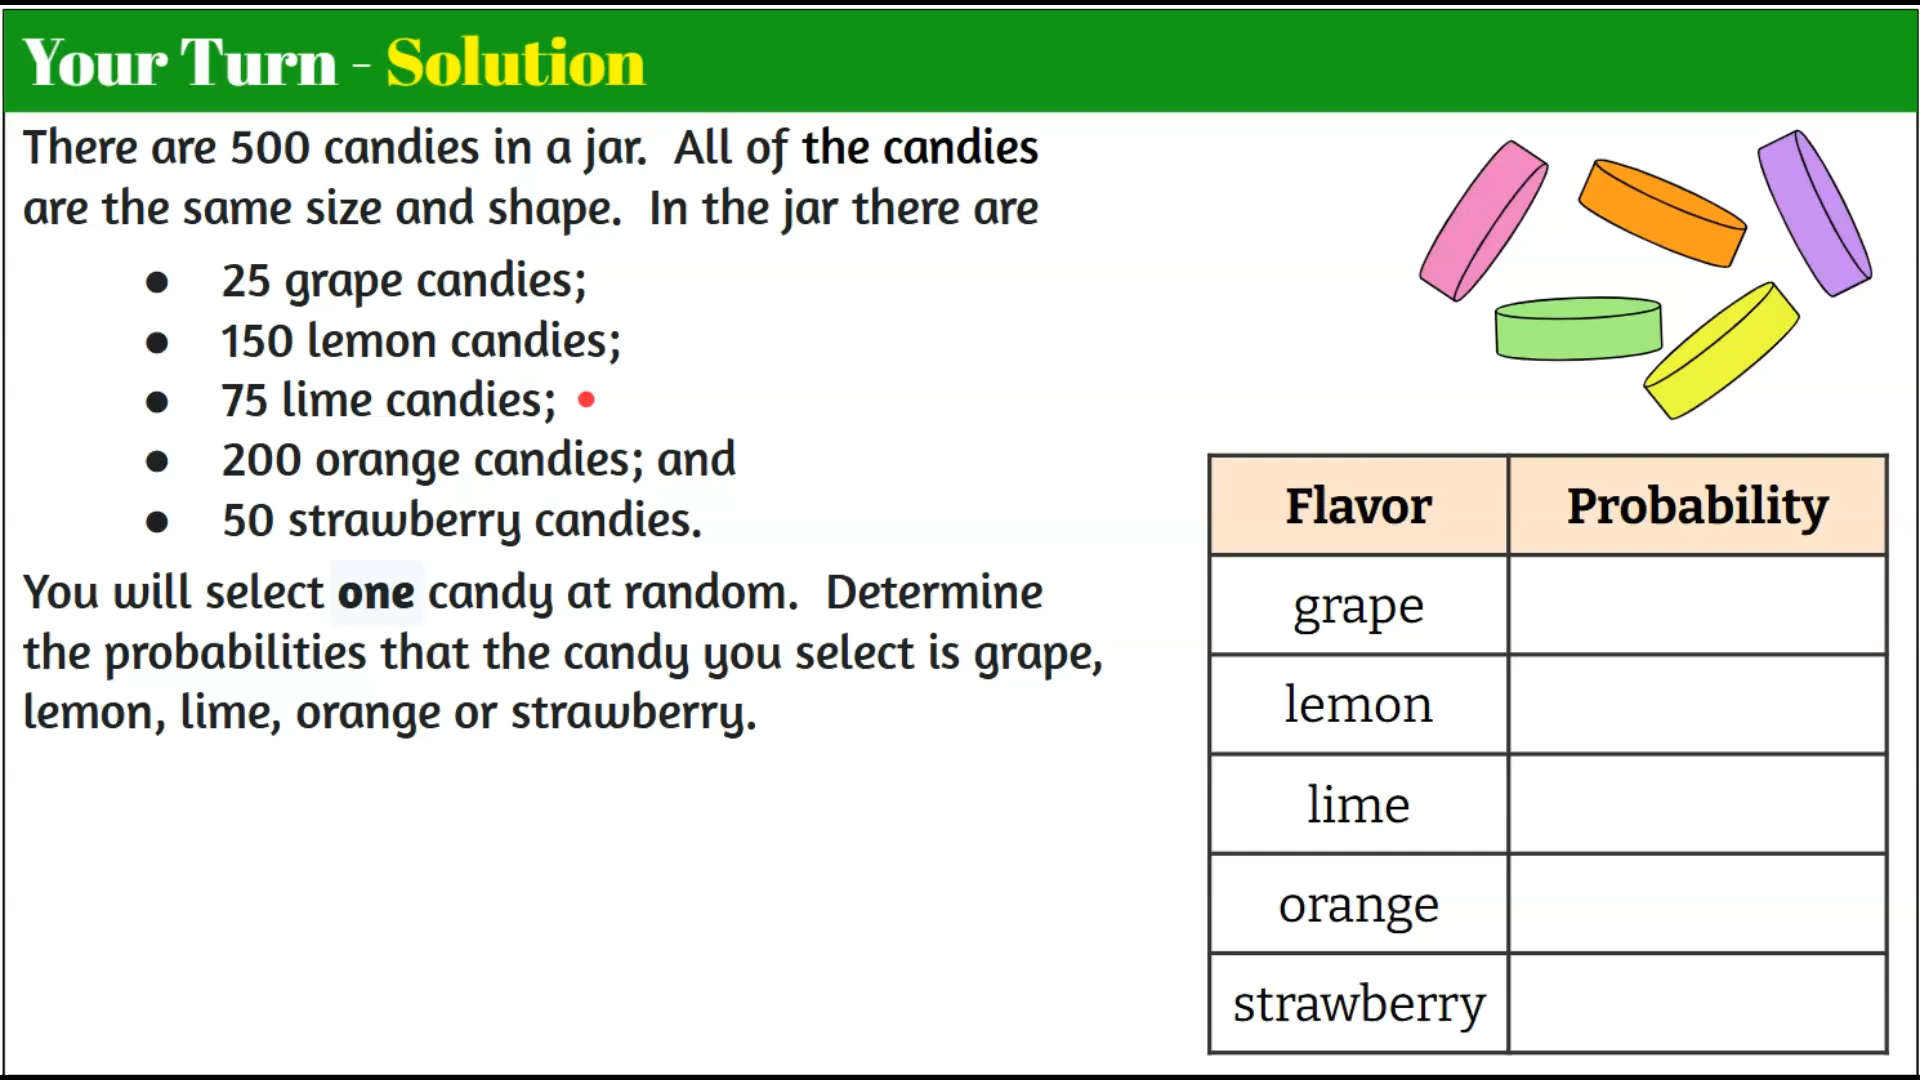 Your Turn - Solution
There are 500 candies in a jar. All of the candies
are the same size and shape. In the jar there are
● 25 grape candies;
● 150 lemon candies;
● 75 lime candies;
● 200 orange candies; and
● 50 strawberry candies.
You will select one candy at random. Determine
the probabilities that the candy you select is grape,
lemon, lime, orange or strawberry.
Flavor Probability
grape
lemon
lime
orange
strawberry